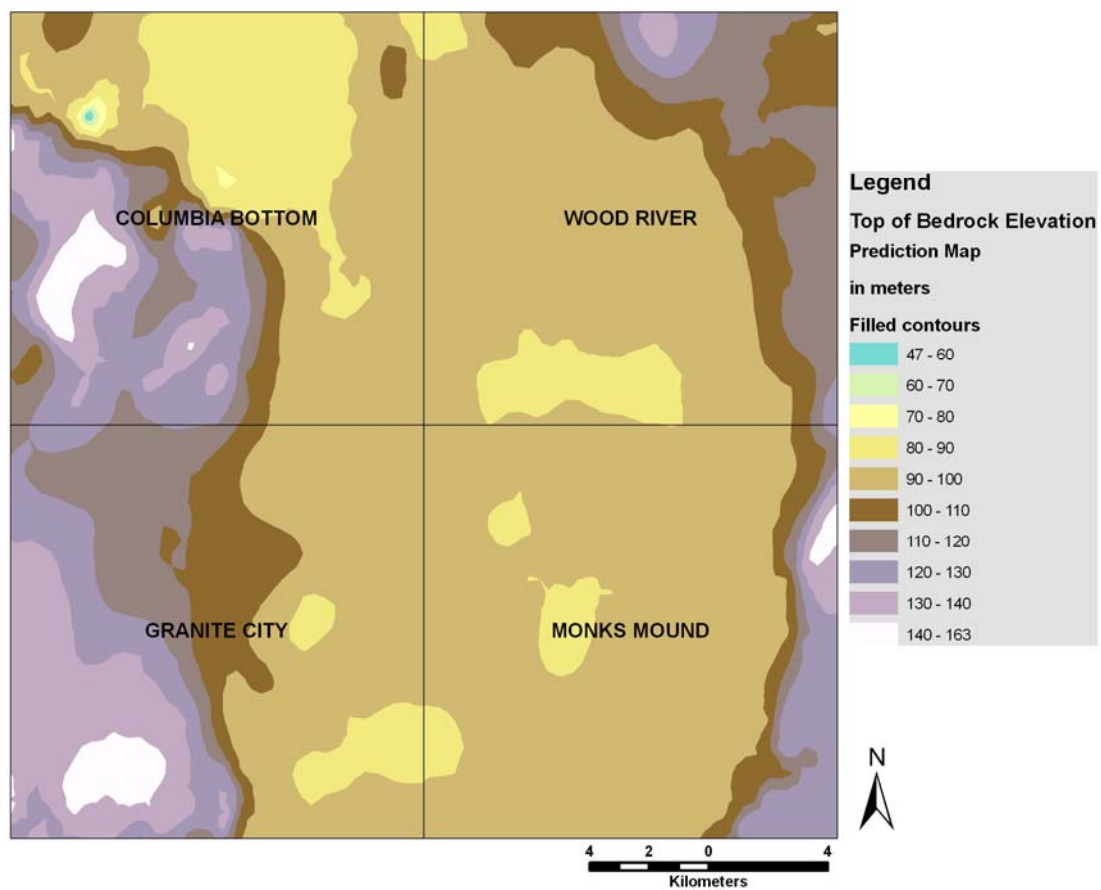 COLUMBIA BOTTOM
WOOD RIVER
GRANITE CITY
MONKS MOUND
Legend
Top of Bedrock Elevation
Prediction Map
in meters
Filled contours
47 - 60
60 - 70
70 - 80
80 - 90
90 - 100
100 - 110
110 - 120
120 - 130
130 - 140
140 - 163
N
4 2 0 4
Kilometers